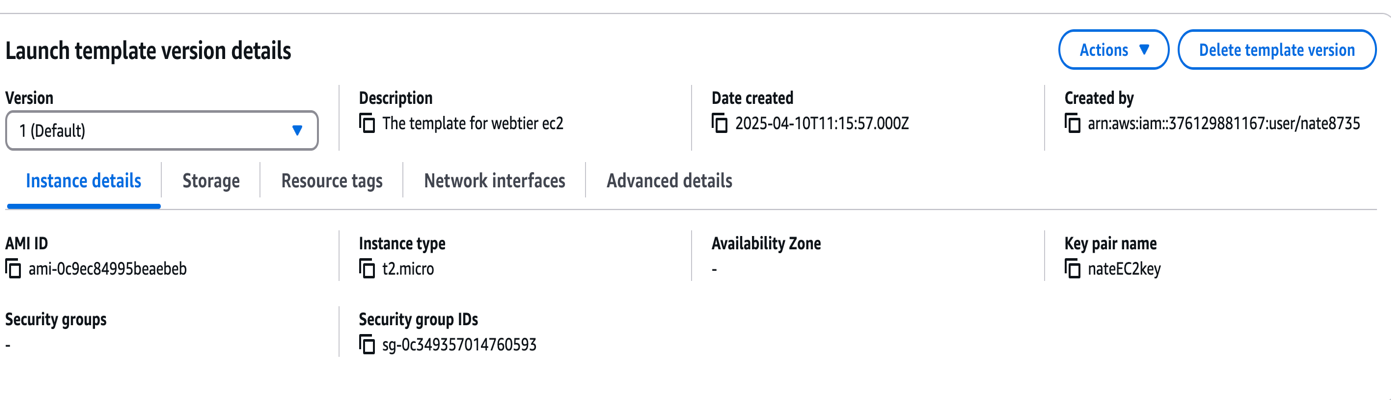 Launch template version details
Actions
Delete template version
Version
1 (Default)
Description
The template for webtier ec2
Date created
2025-04-10T11:15:57.000Z
Created by
arn:aws:iam::376129881167:user/nate8735
Instance details
Storage
Resource tags
Network interfaces
Advanced details
AMI ID
ami-0c9ec84995beaebeb
Instance type
t2.micro
Availability Zone
-
Key pair name
nateEC2key
Security groups
-
Security group IDs
sg-0c349357014760593